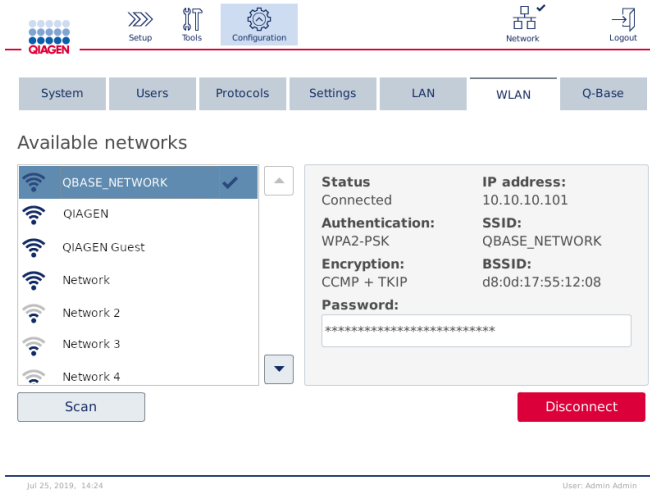 QIAGEN
Setup
Tools
Configuration
Network
Logout
System
Users
Protocols
Settings
LAN
WLAN
Q-Base
Available networks
QBASE_NETWORK
QIAGEN
QIAGEN Guest
Network
Network 2
Network 3
Network 4
Status
Connected
IP address:
10.10.10.101
Authentication:
WPA2-PSK
SSID:
QBASE_NETWORK
Encryption:
CCMP + TKIP
BSSID:
d8:0d:17:55:12:08
Password:
**************************
Scan
Disconnect
Jul 25, 2019, 14:24
User: Admin Admin